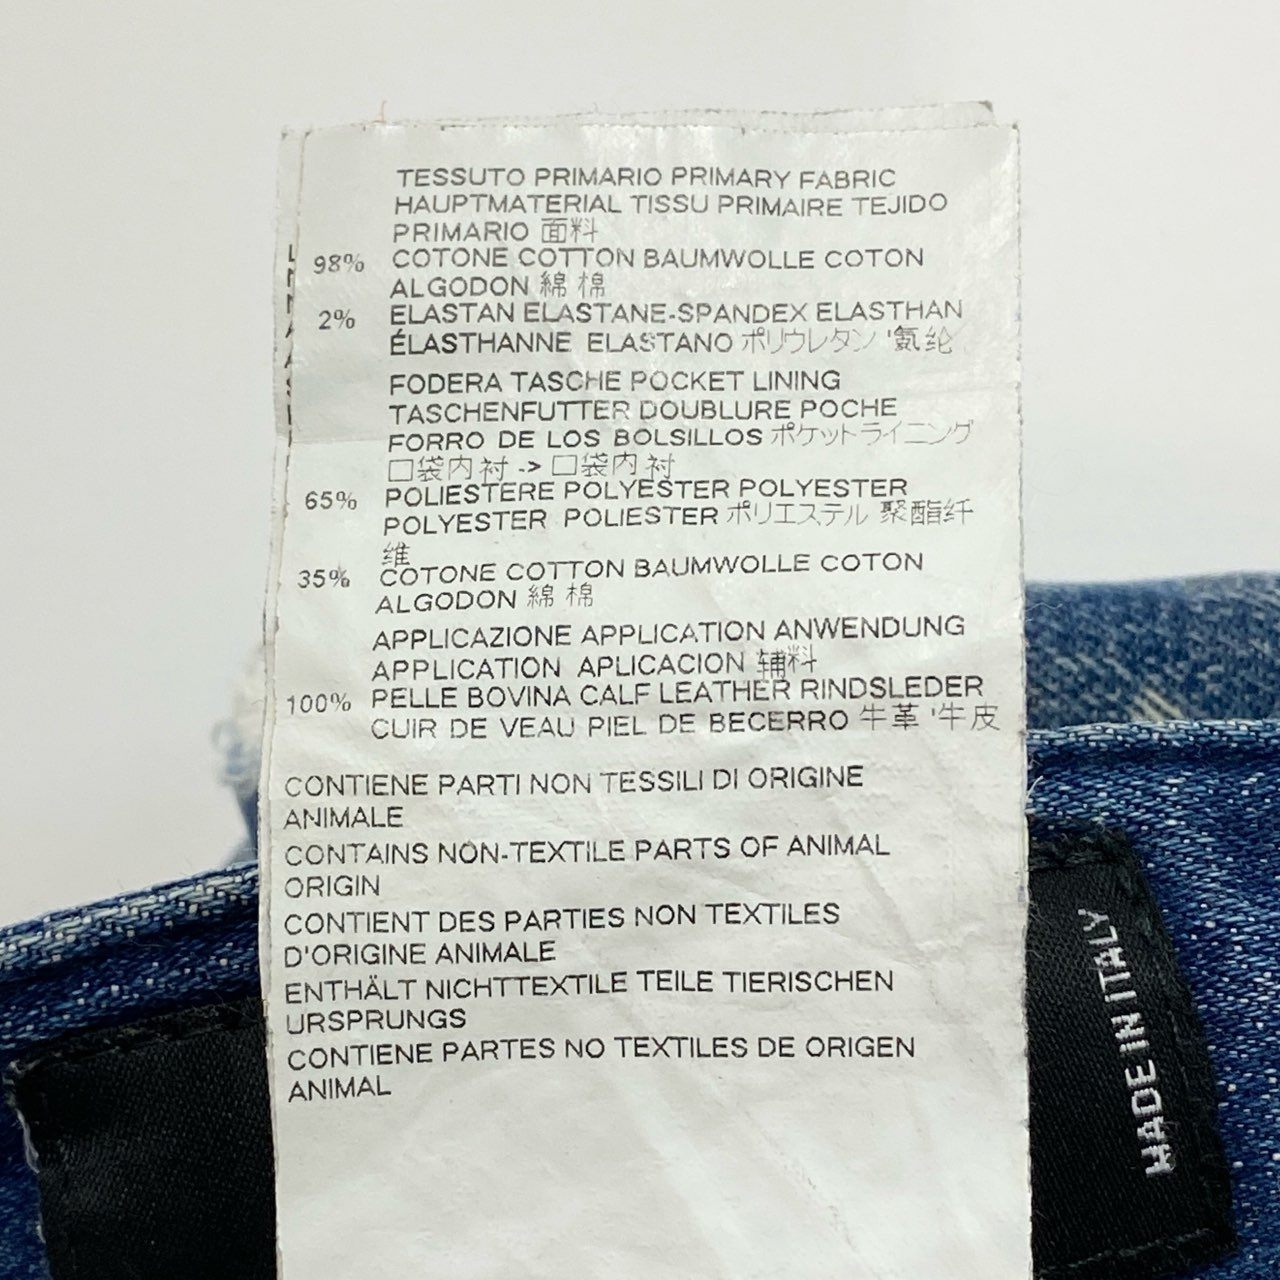 TESSUTO PRIMARIO PRIMARY FABRIC
HAUPTMATERIAL TISSU PRIMAIRE TEJIDO
PRIMARIO 面料
98% COTONE COTTON BAUMWOLLE COTON
ALGODON 綿 棉
2% ELASTAN ELASTANE-SPANDEX ELASTHAN
ÉLASTHANNE ELASTANO ポリウレタン '氨纶
FODERA TASCHE POCKET LINING
TASCHENFUTTER DOUBLURE POCHE
FORRO DE LOS BOLSILLOS ポケットライニング
口袋内衬 -> 口袋内衬
65% POLIESTERE POLYESTER POLYESTER
POLYESTER POLIESTER ポリエステル 聚酯纤
维
35% COTONE COTTON BAUMWOLLE COTON
ALGODON 綿 棉
APPLICAZIONE APPLICATION ANWENDUNG
APPLICATION APLICACION 辅料
100% PELLE BOVINA CALF LEATHER RINDSLEDER
CUIR DE VEAU PIEL DE BECERRO 牛革 '牛皮
CONTIENE PARTI NON TESSILI DI ORIGINE
ANIMALE
CONTAINS NON-TEXTILE PARTS OF ANIMAL
ORIGIN
CONTIENT DES PARTIES NON TEXTILES
D'ORIGINE ANIMALE
ENTHÄLT NICHTTEXTILE TEILE TIERISCHEN
URSPRUNGS
CONTIENE PARTES NO TEXTILES DE ORIGEN
ANIMAL
MADE IN ITALY